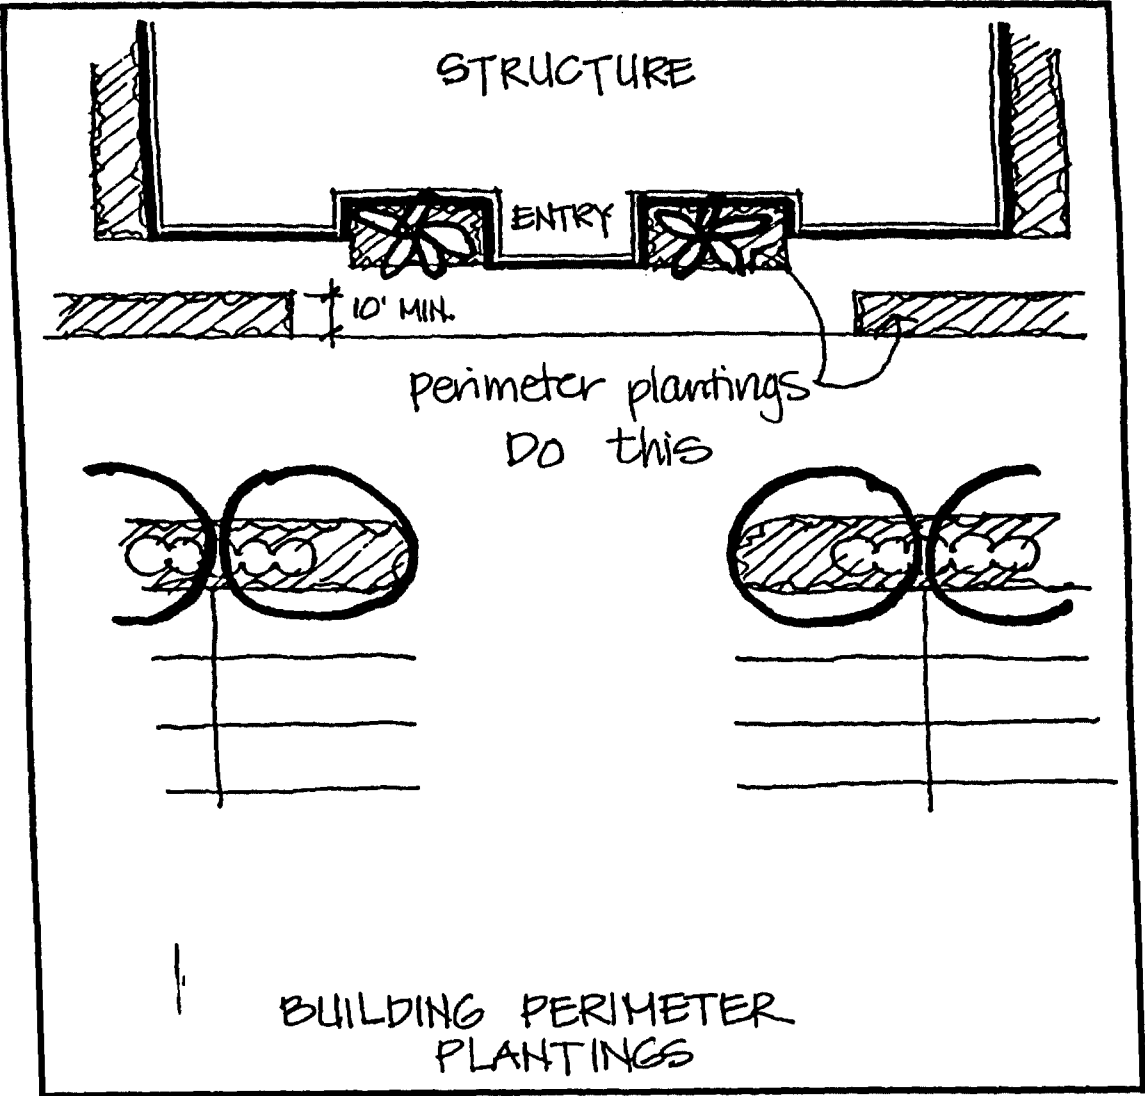 STRUCTURE
ENTRY
10' MIN.
perimeter plantings
Do this
BUILDING PERIMETER
PLANTINGS